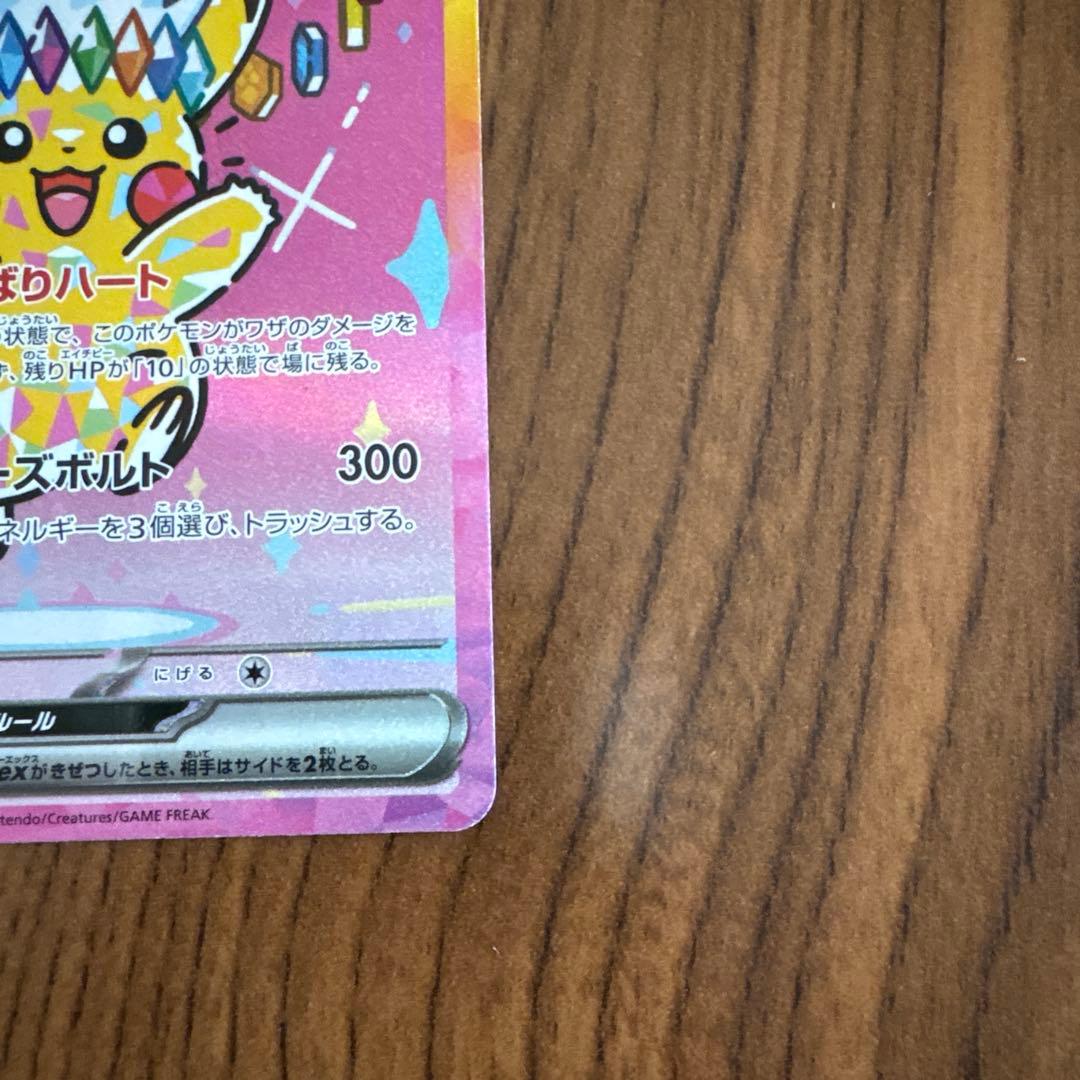 ばりハート
状態で、このポケモンがワザのダメージを
ず、残りHPが「10」の状態で場に残る。
ーズボルト 300
ネルギーを3個選び、トラッシュする。
にげる
ルール
exがきぜつしたとき、相手はサイドを2枚とる。
tendo/Creatures/GAME FREAK